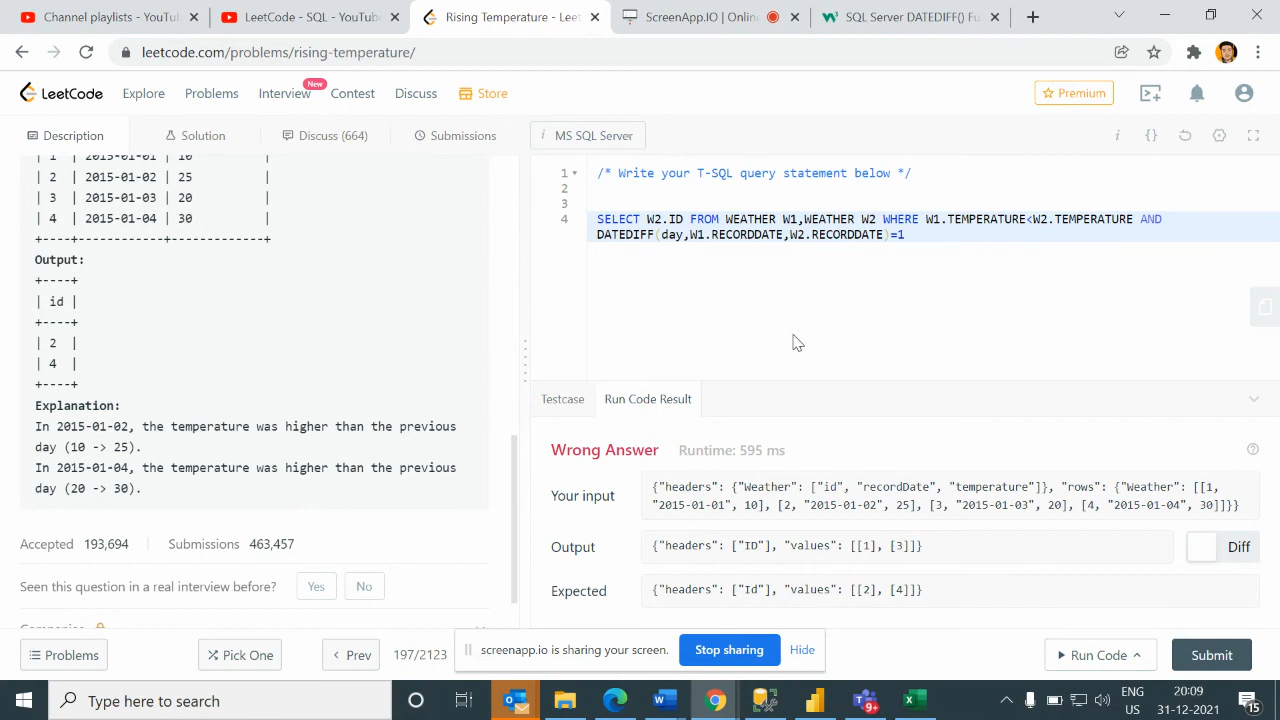 Channel playlists - YouTu
LeetCode - SQL - YouTube
Rising Temperature - Leet
ScreenApp.IO | Online
SQL Server DATEDIFF() Fu
leetcode.com/problems/rising-temperature/
LeetCode
Explore
Problems
Interview
New
Contest
Discuss
Store
Premium
Description
Solution
Discuss (664)
Submissions
i MS SQL Server
| 1 | 2015-01-01 | 10 |
| 2 | 2015-01-02 | 25 |
| 3 | 2015-01-03 | 20 |
| 4 | 2015-01-04 | 30 |
+----+------------+-------------+
Output:
+----+
| id |
+----+
| 2 |
| 4 |
+----+
Explanation:
In 2015-01-02, the temperature was higher than the previous
day (10 -> 25).
In 2015-01-04, the temperature was higher than the previous
day (20 -> 30).
Accepted 193,694
Submissions 463,457
Seen this question in a real interview before?
Yes
No
Companies
1 /* Write your T-SQL query statement below */
2
3
4 SELECT W2.ID FROM WEATHER W1,WEATHER W2 WHERE W1.TEMPERATURE<W2.TEMPERATURE AND
DATEDIFF(day,W1.RECORDDATE,W2.RECORDDATE)=1
Testcase
Run Code Result
Wrong Answer
Runtime: 595 ms
Your input
{"headers": {"Weather": ["id", "recordDate", "temperature"]}, "rows": {"Weather": [[1,
"2015-01-01", 10], [2, "2015-01-02", 25], [3, "2015-01-03", 20], [4, "2015-01-04", 30]]}}
Output
{"headers": ["ID"], "values": [[1], [3]]}
Diff
Expected
{"headers": ["Id"], "values": [[2], [4]]}
Problems
Pick One
Prev
197/2123
screenapp.io is sharing your screen.
Stop sharing
Hide
Run Code
Submit
Type here to search
9+
ENG
US
20:09
31-12-2021
15